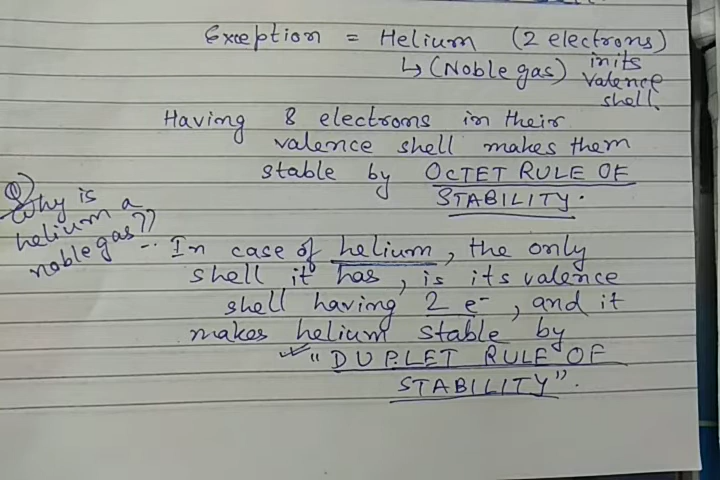 Exception = Helium (2 electrons)
↳ (Noble gas) in its
valence
shell.
Having 8 electrons in their
valence shell makes them
stable by OCTET RULE OF
STABILITY.
Q) Why is
helium a
noble gas??
In case of helium, the only
shell it has, is its valence
shell having 2 e⁻, and it
makes helium stable by
✓ "DUPLET RULE OF
STABILITY".